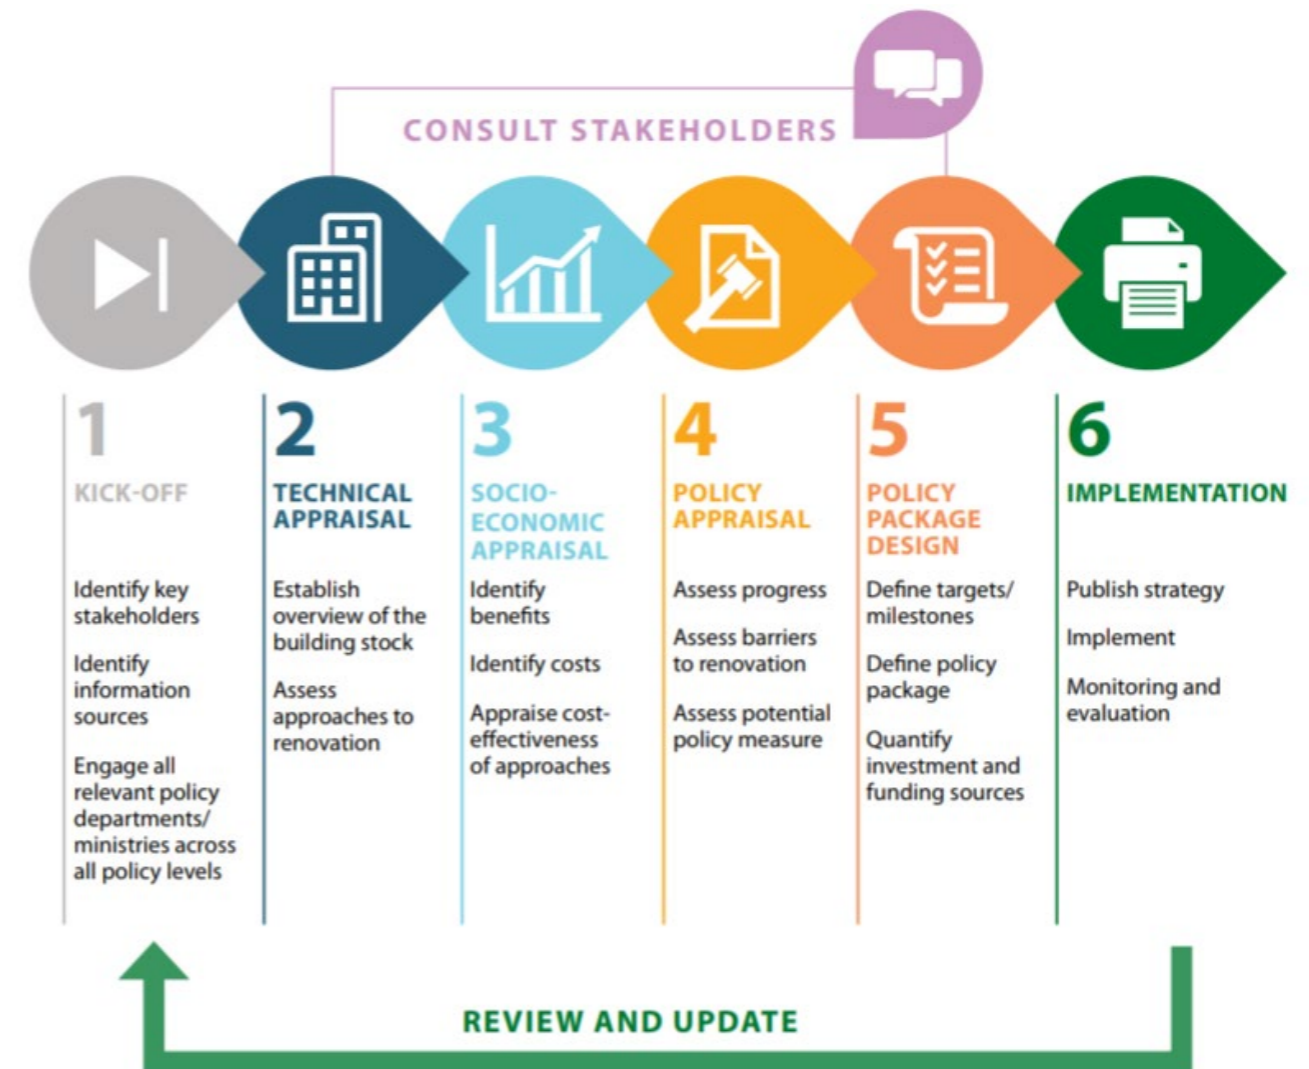 CONSULT STAKEHOLDERS
1
KICK-OFF
Identify key
stakeholders
Identify
information
sources
Engage all
relevant policy
departments/
ministries across
all policy levels
2
TECHNICAL
APPRAISAL
Establish
overview of the
building stock
Assess
approaches to
renovation
3
SOCIO-
ECONOMIC
APPRAISAL
Identify
benefits
Identify costs
Appraise cost-
effectiveness
of approaches
4
POLICY
APPRAISAL
Assess progress
Assess barriers
to renovation
Assess potential
policy measure
5
POLICY
PACKAGE
DESIGN
Define targets/
milestones
Define policy
package
Quantify
investment and
funding sources
6
IMPLEMENTATION
Publish strategy
Implement
Monitoring and
evaluation
REVIEW AND UPDATE